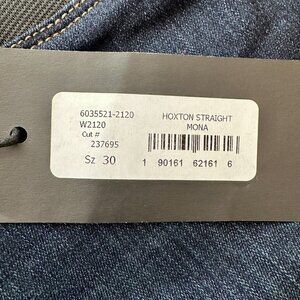 6035521-2120
W2120
Cut #
237695
Sz 30
HOXTON STRAIGHT
MONA
1 90161 62161 6